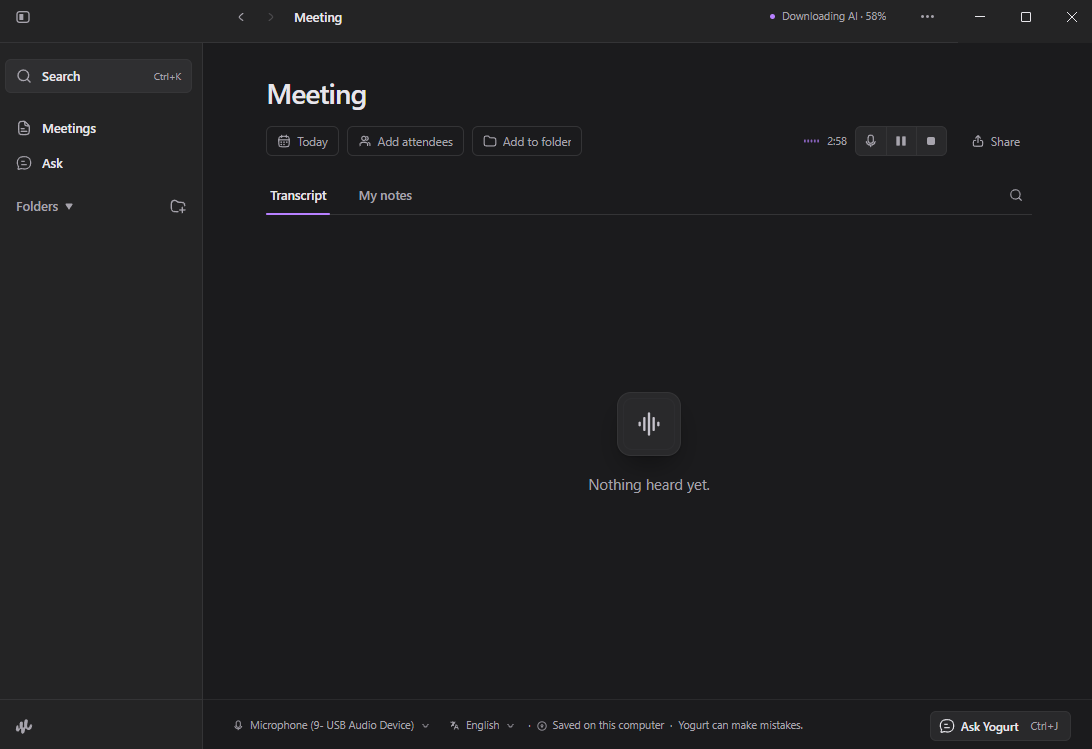 Meeting
Downloading AI · 58%
Search
Ctrl+K
Meetings
Ask
Folders
Meeting
Today
Add attendees
Add to folder
2:58
Share
Transcript
My notes
Nothing heard yet.
Microphone (9- USB Audio Device)
English
· Saved on this computer · Yogurt can make mistakes.
Ask Yogurt
Ctrl+J